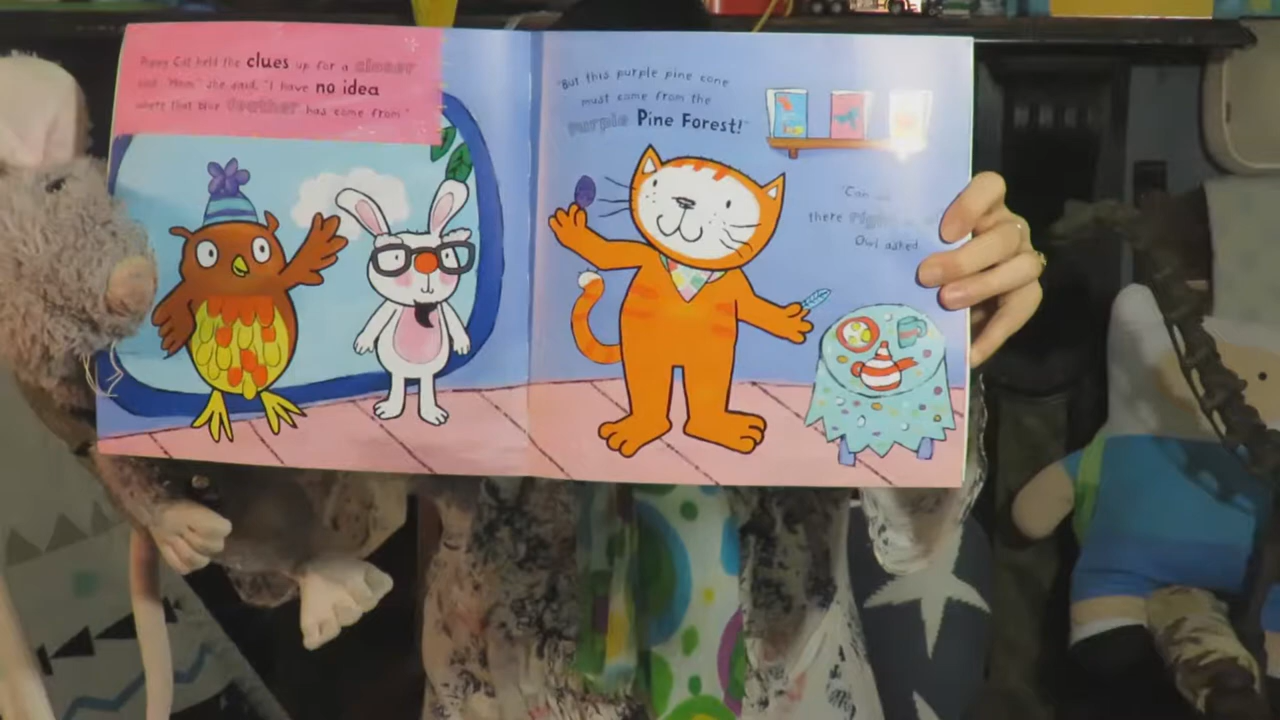 Poppy Cat held the clues up for a closer
look. "Hmm," she said, "I have no idea
where that blue feather has come from."
"But this purple pine cone
must come from the
purple Pine Forest!"
"Can
there right
Owl asked.